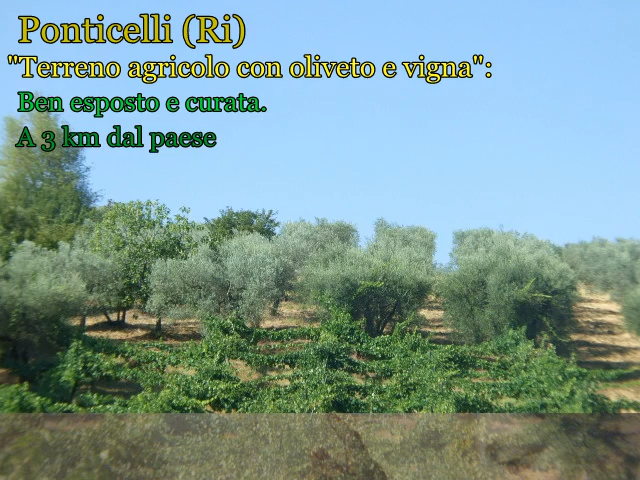 Ponticelli (Ri)
"Terreno agricolo con oliveto e vigna":
Ben esposto e curata.
A 3 km dal paese